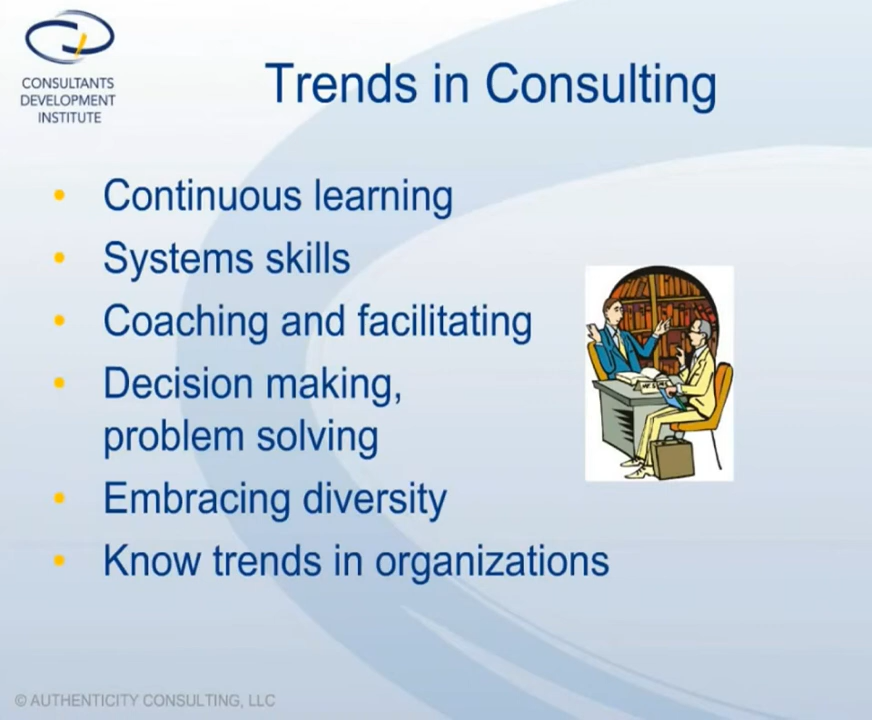 CONSULTANTS
DEVELOPMENT
INSTITUTE
Trends in Consulting
• Continuous learning
• Systems skills
• Coaching and facilitating
• Decision making,
problem solving
• Embracing diversity
• Know trends in organizations
© AUTHENTICITY CONSULTING, LLC